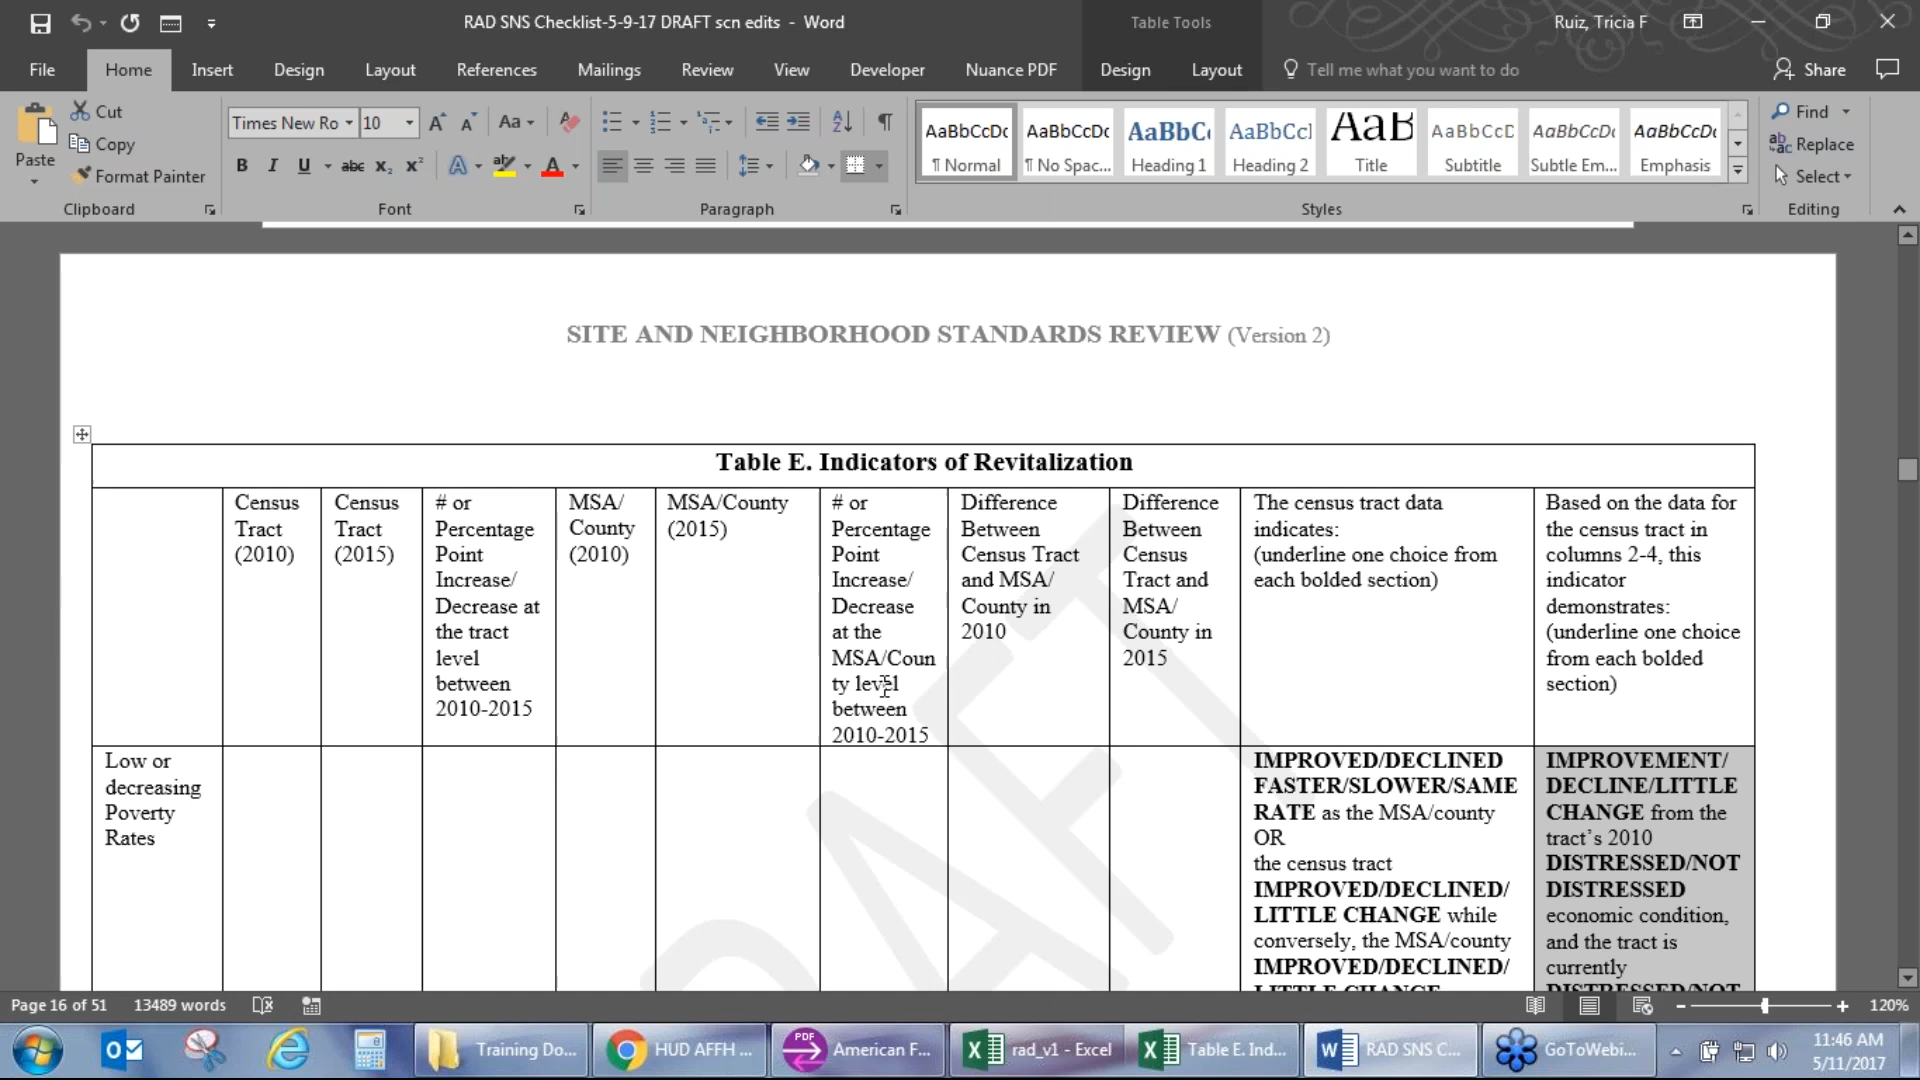 RAD SNS Checklist-5-9-17 DRAFT scn edits - Word
Table Tools
Ruiz, Tricia F
File Home Insert Design Layout References Mailings Review View Developer Nuance PDF Design Layout Tell me what you want to do Share
Cut
Copy
Format Painter
Paste
Times New Ro 10
Aa
B I U abc x₂ x²
A ab A
AaBbCcDc AaBbCcDc AaBbC AaBbCcI AaB AaBbCcD AaBbCcDc AaBbCcDc
¶ Normal ¶ No Spac... Heading 1 Heading 2 Title Subtitle Subtle Em... Emphasis
Find
Replace
Select
Clipboard Font Paragraph Styles Editing
SITE AND NEIGHBORHOOD STANDARDS REVIEW (Version 2)
Table E. Indicators of Revitalization
Census
Tract
(2010)
Census
Tract
(2015)
# or
Percentage
Point
Increase/
Decrease at
the tract
level
between
2010-2015
MSA/
County
(2010)
MSA/County
(2015)
# or
Percentage
Point
Increase/
Decrease
at the
MSA/Coun
ty level
between
2010-2015
Difference
Between
Census Tract
and MSA/
County in
2010
Difference
Between
Census
Tract and
MSA/
County in
2015
The census tract data
indicates:
(underline one choice from
each bolded section)
Based on the data for
the census tract in
columns 2-4, this
indicator
demonstrates:
(underline one choice
from each bolded
section)
Low or
decreasing
Poverty
Rates
IMPROVED/DECLINED
FASTER/SLOWER/SAME
RATE as the MSA/county
OR
the census tract
IMPROVED/DECLINED/
LITTLE CHANGE while
conversely, the MSA/county
IMPROVED/DECLINED/
LITTLE CHANGE
IMPROVEMENT/
DECLINE/LITTLE
CHANGE from the
tract's 2010
DISTRESSED/NOT
DISTRESSED
economic condition,
and the tract is
currently
DISTRESSED/NOT
DRAFT
Page 16 of 51 13489 words
120%
Training Do... HUD AFFH ... American F... rad_v1 - Excel Table E. Ind... RAD SNS C... GoToWebi...
11:46 AM
5/11/2017